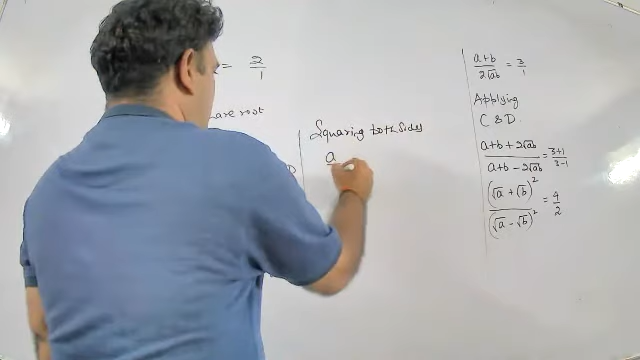 = 2/1
are root
Squaring both sides
a
a+b/2√ab = 3/1
Applying
C & D.
a+b+2√ab/a+b-2√ab = 3+1/3-1
(√a+√b)²/(√a-√b)² = 4/2